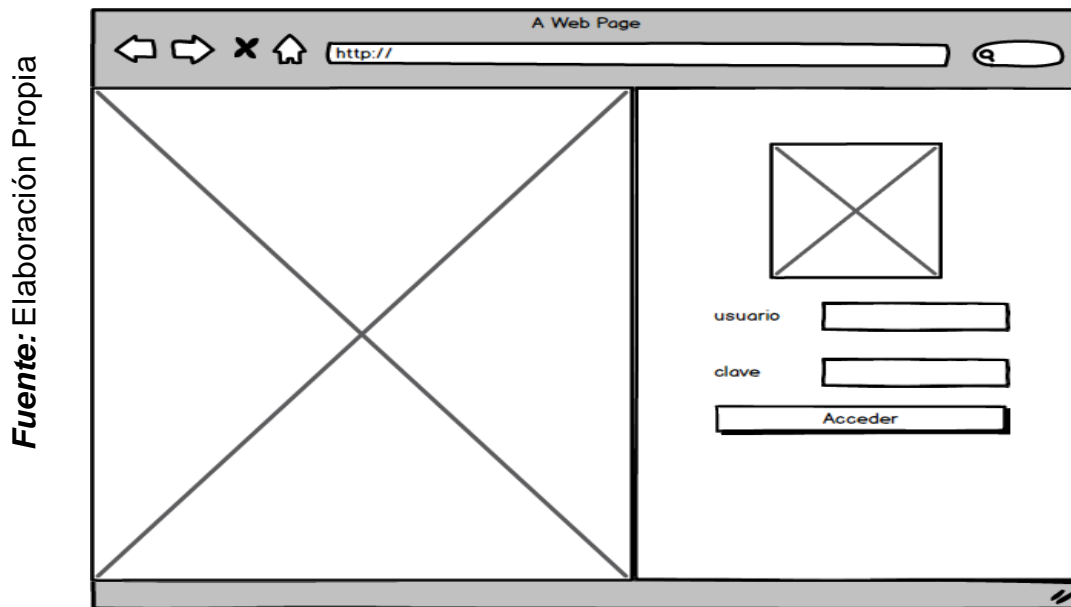 Fuente: Elaboración Propia
A Web Page
http://
usuario
clave
Acceder